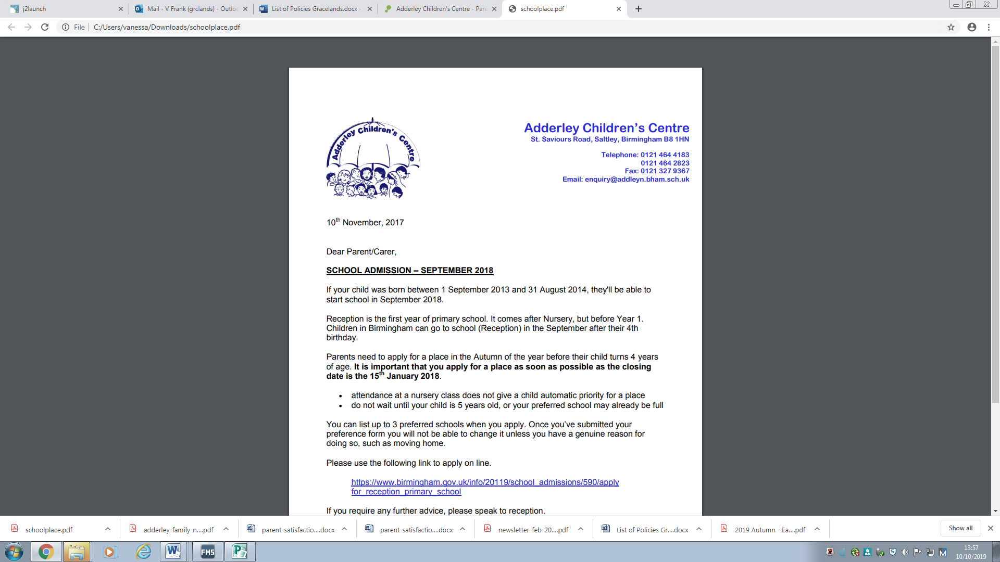 j2launch
Mail - V Frank (grclands) - Outlo
List of Policies Gracelands.docx -
Adderley Children's Centre - Pare
schoolplace.pdf
File
C:/Users/vanessa/Downloads/schoolplace.pdf
Adderley Children's Centre
Adderley Children's Centre
St. Saviours Road, Saltley, Birmingham B8 1HN
Telephone: 0121 464 4183
0121 464 2823
Fax: 0121 327 9367
Email: enquiry@addleyn.bham.sch.uk
10th November, 2017
Dear Parent/Carer,
SCHOOL ADMISSION – SEPTEMBER 2018
If your child was born between 1 September 2013 and 31 August 2014, they'll be able to
start school in September 2018.
Reception is the first year of primary school. It comes after Nursery, but before Year 1.
Children in Birmingham can go to school (Reception) in the September after their 4th
birthday.
Parents need to apply for a place in the Autumn of the year before their child turns 4 years
of age. It is important that you apply for a place as soon as possible as the closing
date is the 15th January 2018.
• attendance at a nursery class does not give a child automatic priority for a place
• do not wait until your child is 5 years old, or your preferred school may already be full
You can list up to 3 preferred schools when you apply. Once you've submitted your
preference form you will not be able to change it unless you have a genuine reason for
doing so, such as moving home.
Please use the following link to apply on line.
https://www.birmingham.gov.uk/info/20119/school_admissions/590/apply
for_reception_primary_school
If you require any further advice, please speak to reception.
schoolplace.pdf
adderley-family-n....pdf
parent-satisfactio....docx
parent-satisfactio....docx
newsletter-feb-20....pdf
List of Policies Gr....docx
2019 Autumn - Ea....pdf
Show all
FMS
13:57
10/10/2019